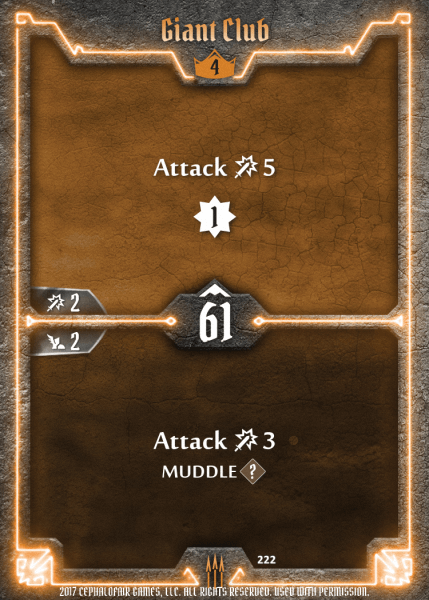 Giant Club
4
Attack 5
1
2
61
2
Attack 3
MUDDLE ?
222
2017 CEPHALOFAIR GAMES, LLC. ALL RIGHTS RESERVED. USED WITH PERMISSION.